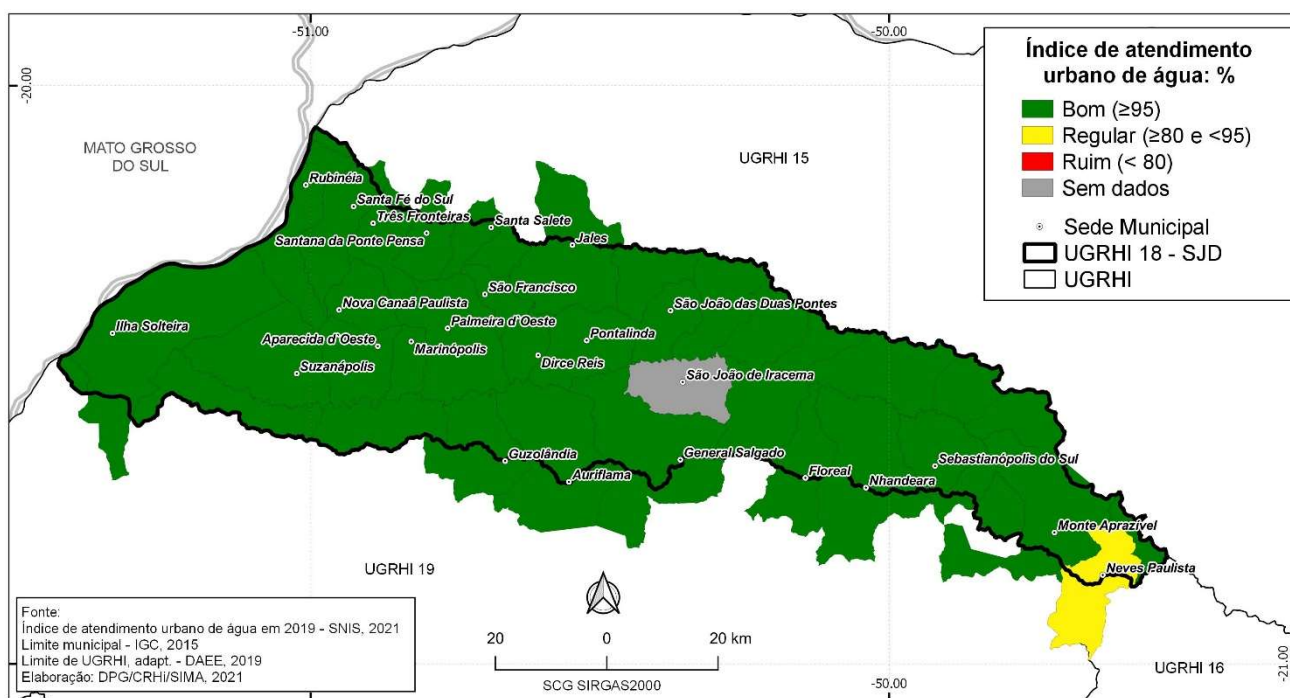 -51.00
-50.00
-20.00
Índice de atendimento
urbano de água: %
Bom (≥95)
Regular (≥80 e <95)
Ruim (< 80)
Sem dados
Sede Municipal
UGRHI 18 - SJD
UGRHI
MATO GROSSO
DO SUL
UGRHI 15
Rubinéia
Santa Fé do Sul
Três Fronteiras
Santa Salete
Santana da Ponte Pensa
Jales
São Francisco
Nova Canaã Paulista
São João das Duas Pontes
Ilha Solteira
Palmeira d`Oeste
Aparecida d`Oeste
Marinópolis
Pontalinda
Dirce Reis
Suzanápolis
São João de Iracema
Guzolândia
General Salgado
Auriflama
Floreal
Nhandeara
Sebastianópolis do Sul
Monte Aprazível
Neves Paulista
UGRHI 19
UGRHI 16
Fonte:
Índice de atendimento urbano de água em 2019 - SNIS, 2021
Limite municipal - IGC, 2015
Limite de UGRHI, adapt. - DAEE, 2019
Elaboração: DPG/CRHi/SIMA, 2021
20 0 20 km
SCG SIRGAS2000
-51.00
-50.00
-21.00